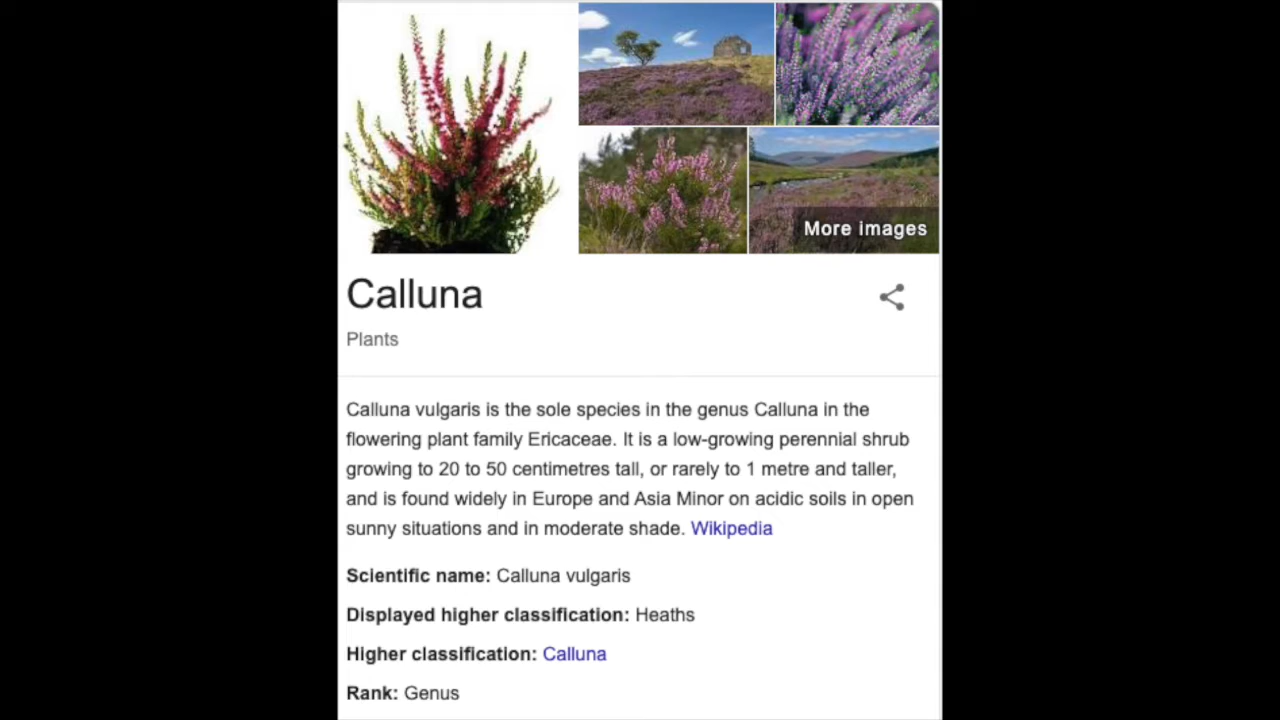 More images
Calluna
Plants
Calluna vulgaris is the sole species in the genus Calluna in the
flowering plant family Ericaceae. It is a low-growing perennial shrub
growing to 20 to 50 centimetres tall, or rarely to 1 metre and taller,
and is found widely in Europe and Asia Minor on acidic soils in open
sunny situations and in moderate shade. Wikipedia
Scientific name: Calluna vulgaris
Displayed higher classification: Heaths
Higher classification: Calluna
Rank: Genus